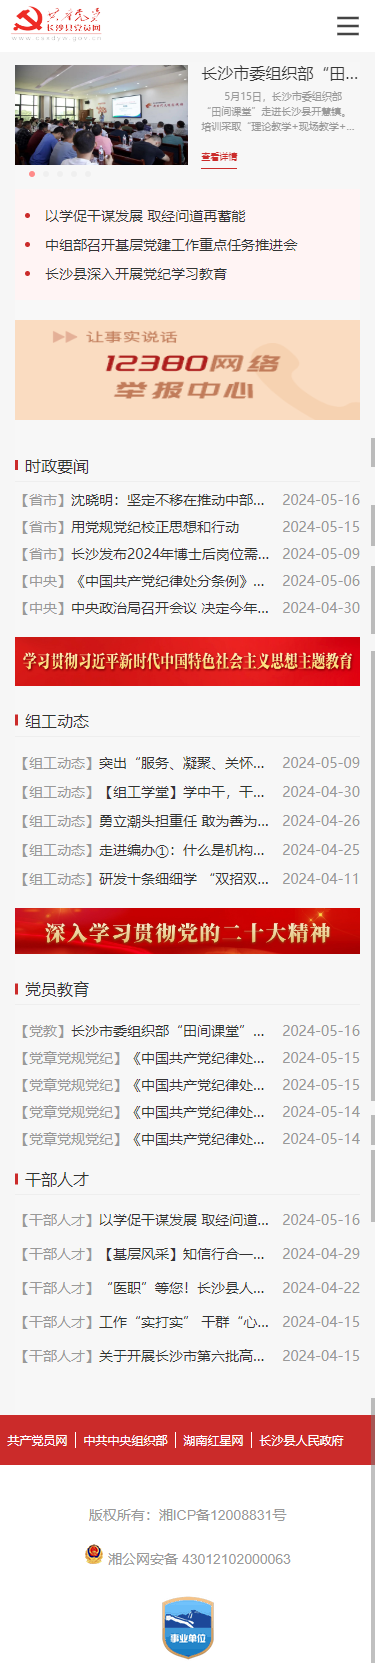 共产党员
长沙县党员网
长沙市委组织部“田...
5月15日，长沙市委组织部
“田间课堂”走进长沙县开慧镇。
培训采取“理论教学+现场教学+...
查看详情
以学促干谋发展 取经问道再蓄能
中组部召开基层党建工作重点任务推进会
长沙县深入开展党纪学习教育
让事实说话
12380网络
举报中心
时政要闻
【省市】沈晓明：坚定不移在推动中部... 2024-05-16
【省市】用党规党纪校正思想和行动 2024-05-15
【省市】长沙发布2024年博士后岗位需... 2024-05-09
【中央】《中国共产党纪律处分条例》... 2024-05-06
【中央】中央政治局召开会议 决定今年... 2024-04-30
学习贯彻习近平新时代中国特色社会主义思想主题教育
组工动态
【组工动态】突出“服务、凝聚、关怀... 2024-05-09
【组工动态】【组工学堂】学中干，干... 2024-04-30
【组工动态】勇立潮头担重任 敢为善为... 2024-04-26
【组工动态】走进编办①：什么是机构... 2024-04-25
【组工动态】研发十条细细学 “双招双... 2024-04-11
深入学习贯彻党的二十大精神
党员教育
【党教】长沙市委组织部“田间课堂”... 2024-05-16
【党章党规党纪】《中国共产党纪律处... 2024-05-15
【党章党规党纪】《中国共产党纪律处... 2024-05-15
【党章党规党纪】《中国共产党纪律处... 2024-05-14
【党章党规党纪】《中国共产党纪律处... 2024-05-14
干部人才
【干部人才】以学促干谋发展 取经问道... 2024-05-16
【干部人才】【基层风采】知信行合一... 2024-04-29
【干部人才】“医职”等您！长沙县人... 2024-04-22
【干部人才】工作“实打实” 干群“心... 2024-04-15
【干部人才】关于开展长沙市第六批高... 2024-04-15
共产党员网 | 中共中央组织部 | 湖南红星网 | 长沙县人民政府
版权所有：湘ICP备12008831号
湘公网安备 43012102000063
事业单位